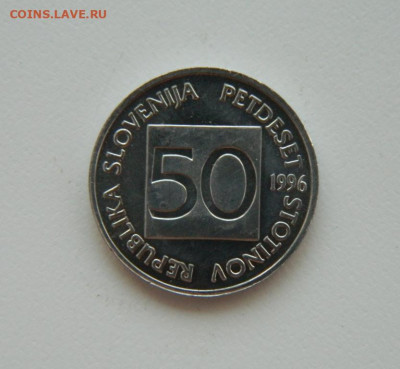 COINS.LAVE.RU
REPUBLIKA SLOVENIJA PETDESET STOTINOV
50
1996